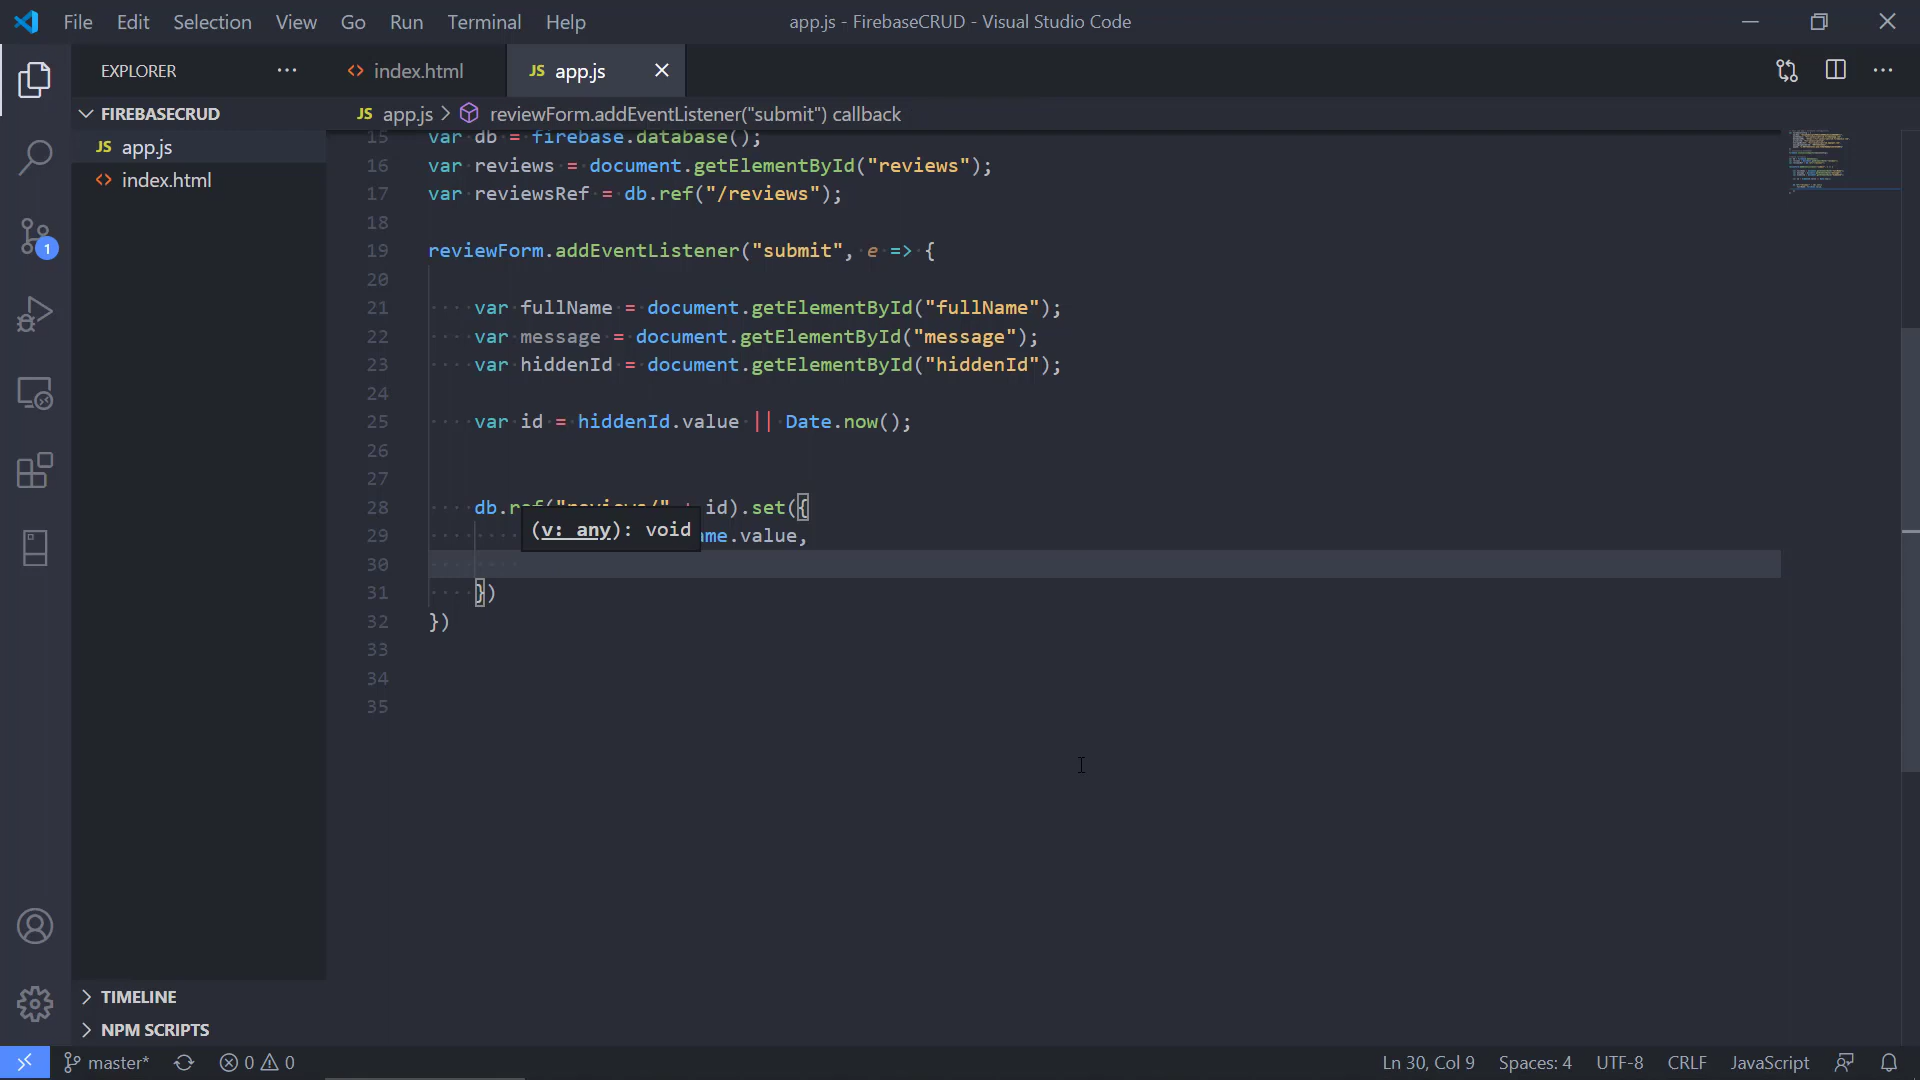 File Edit Selection View Go Run Terminal Help
app.js - FirebaseCRUD - Visual Studio Code
EXPLORER
index.html
JS app.js
FIREBASECRUD
JS app.js
index.html
JS app.js > reviewForm.addEventListener("submit") callback
15 var db = firebase.database();
16 var reviews = document.getElementById("reviews");
17 var reviewsRef = db.ref("/reviews");
18
19 reviewForm.addEventListener("submit", e => {
20
21 var fullName = document.getElementById("fullName");
22 var message = document.getElementById("message");
23 var hiddenId = document.getElementById("hiddenId");
24
25 var id = hiddenId.value || Date.now();
26
27
28 db.ref("reviews/" + id).set({
(v: any): void
29 me.value,
30
31 })
32 })
33
34
35
1
TIMELINE
NPM SCRIPTS
master* 0 0
Ln 30, Col 9 Spaces: 4 UTF-8 CRLF JavaScript